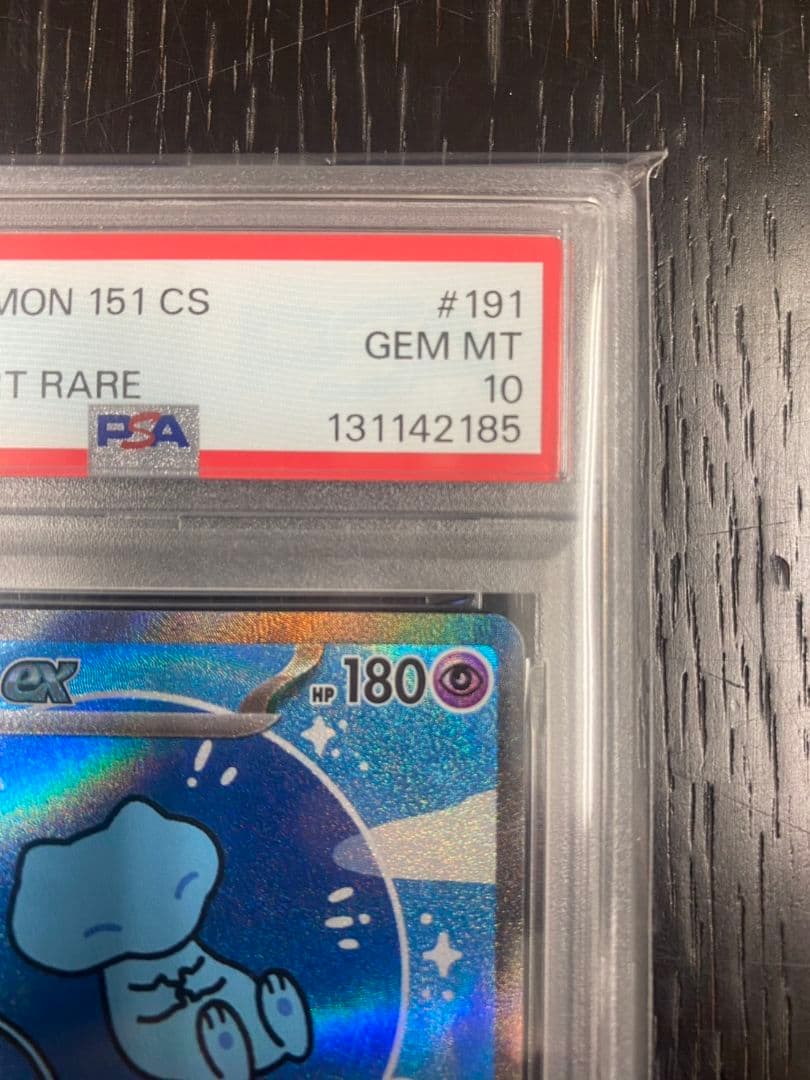 MON 151 CS #191
GEM MT
T RARE 10
PSA 131142185
ex HP 180